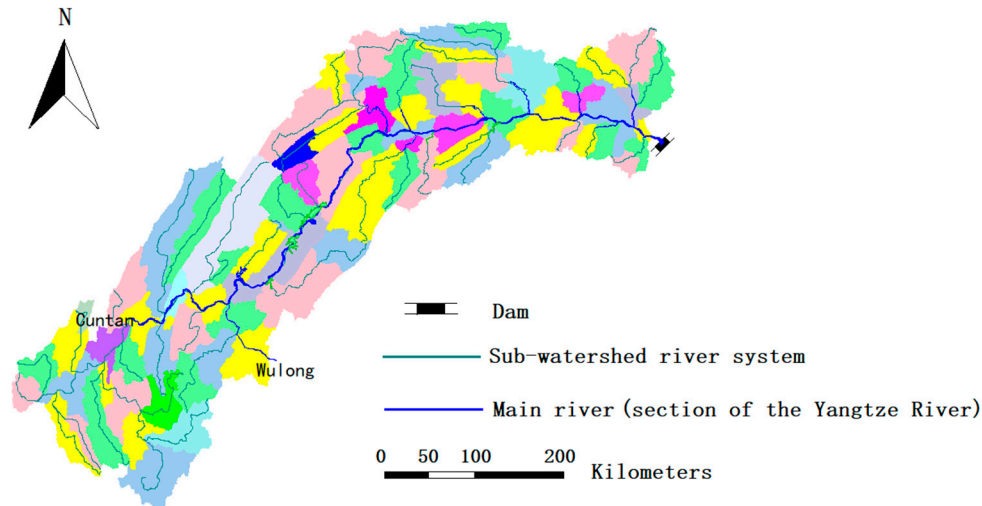 N
Cuntan
Wulong
Dam
Sub-watershed river system
Main river (section of the Yangtze River)
0 50 100 200
Kilometers